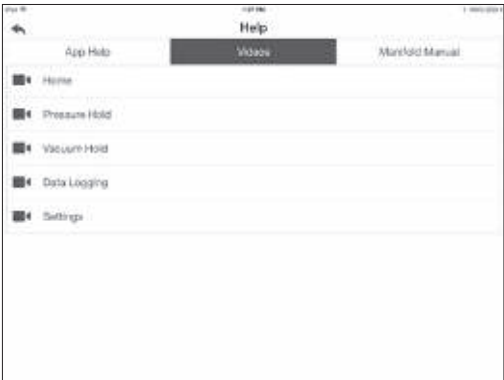 Help
App Help
Videos
Manifold Manual
Home
Pressure Hold
Vacuum Hold
Data Logging
Settings